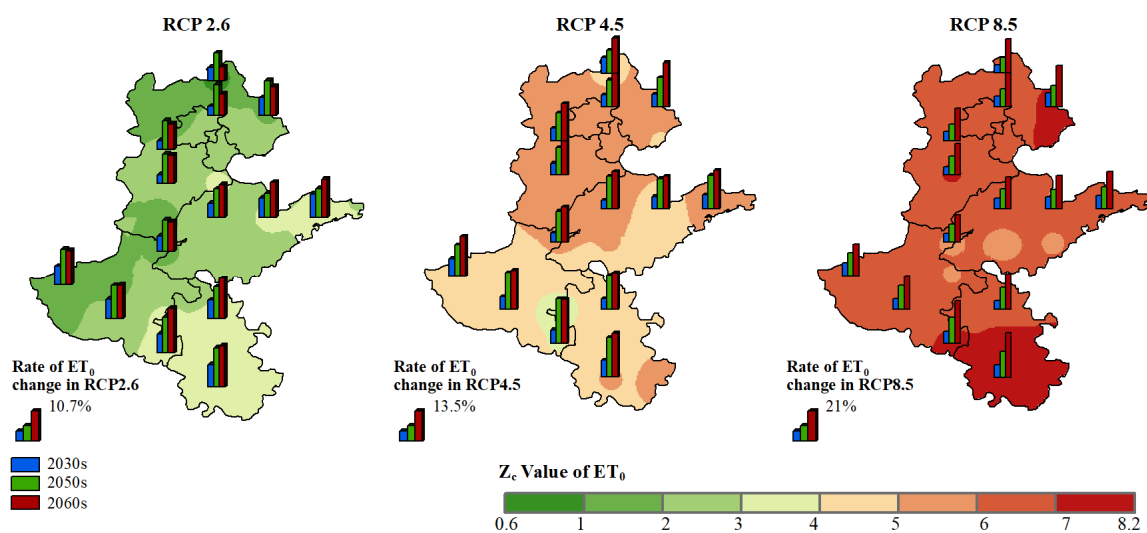 RCP 2.6
RCP 4.5
RCP 8.5
Rate of ET₀
change in RCP2.6
10.7%
Rate of ET₀
change in RCP4.5
13.5%
Rate of ET₀
change in RCP8.5
21%
2030s
2050s
2060s
Z꜀ Value of ET₀
0.6 1 2 3 4 5 6 7 8.2